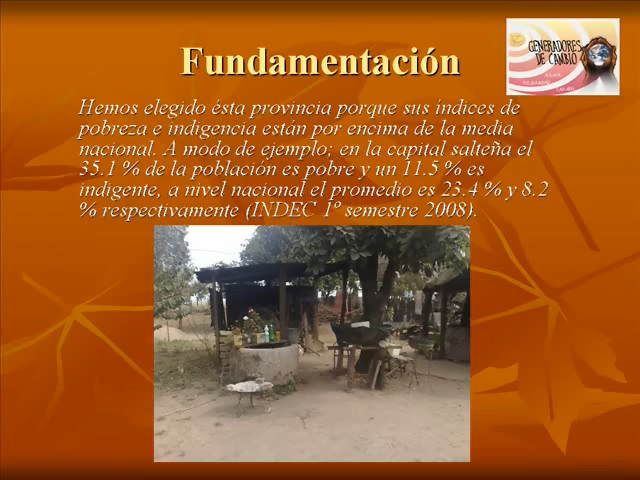 Fundamentación
GENERADORES
DE CAMBIO
Hemos elegido ésta provincia porque sus índices de
pobreza e indigencia están por encima de la media
nacional. A modo de ejemplo; en la capital salteña el
35.1 % de la población es pobre y un 11.5 % es
indigente, a nivel nacional el promedio es 23.4 % y 8.2
% respectivamente (INDEC 1º semestre 2008).